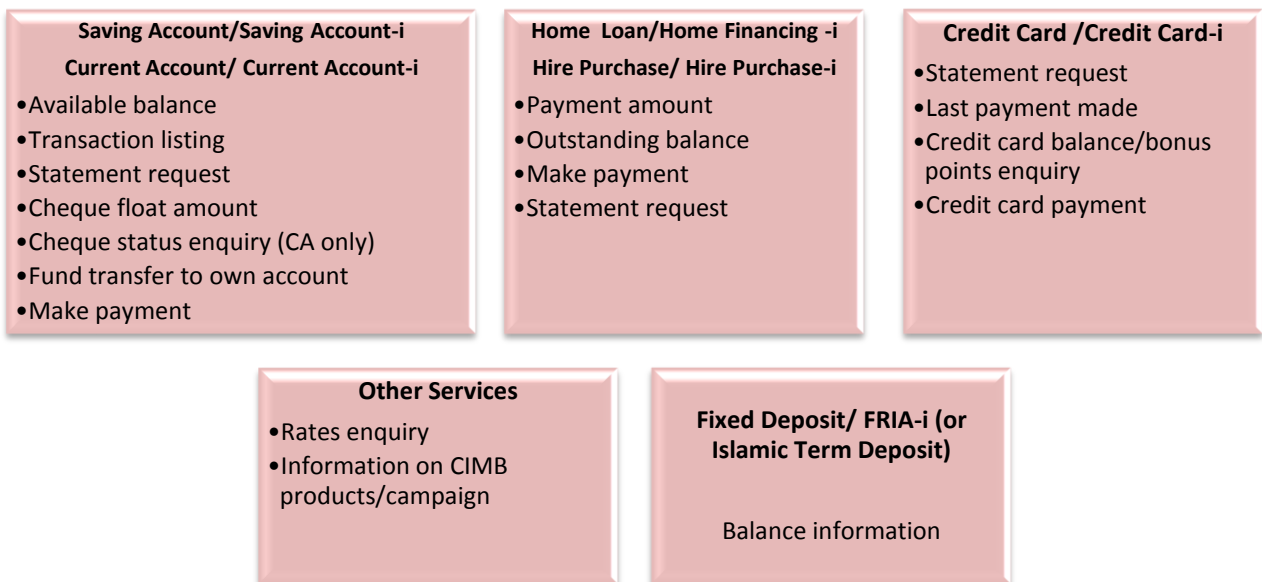 Saving Account/Saving Account-i
Current Account/ Current Account-i
•Available balance
•Transaction listing
•Statement request
•Cheque float amount
•Cheque status enquiry (CA only)
•Fund transfer to own account
•Make payment
Home Loan/Home Financing -i
Hire Purchase/ Hire Purchase-i
•Payment amount
•Outstanding balance
•Make payment
•Statement request
Credit Card /Credit Card-i
•Statement request
•Last payment made
•Credit card balance/bonus
points enquiry
•Credit card payment
Other Services
•Rates enquiry
•Information on CIMB
products/campaign
Fixed Deposit/ FRIA-i (or
Islamic Term Deposit)
Balance information